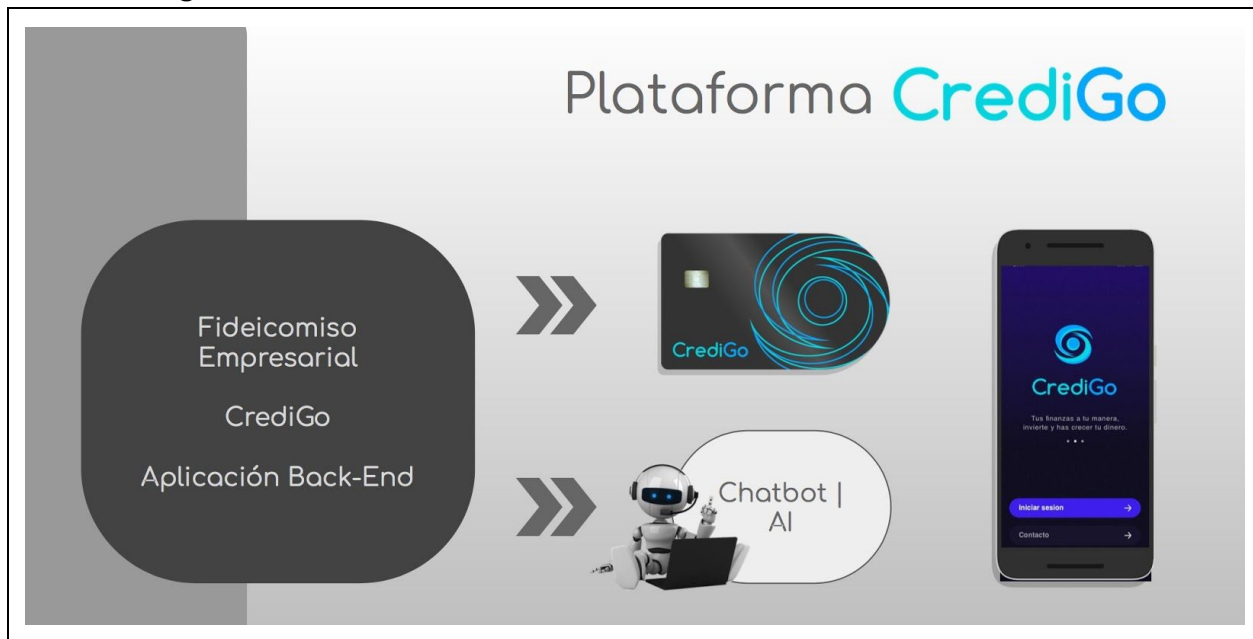 Plataforma CrediGo
Fideicomiso
Empresarial
CrediGo
Aplicación Back-End
CrediGo
Chatbot |
AI
CrediGo
Tus finanzas a tu manera,
invierte y has crecer tu dinero.
Iniciar sesion
Contacto